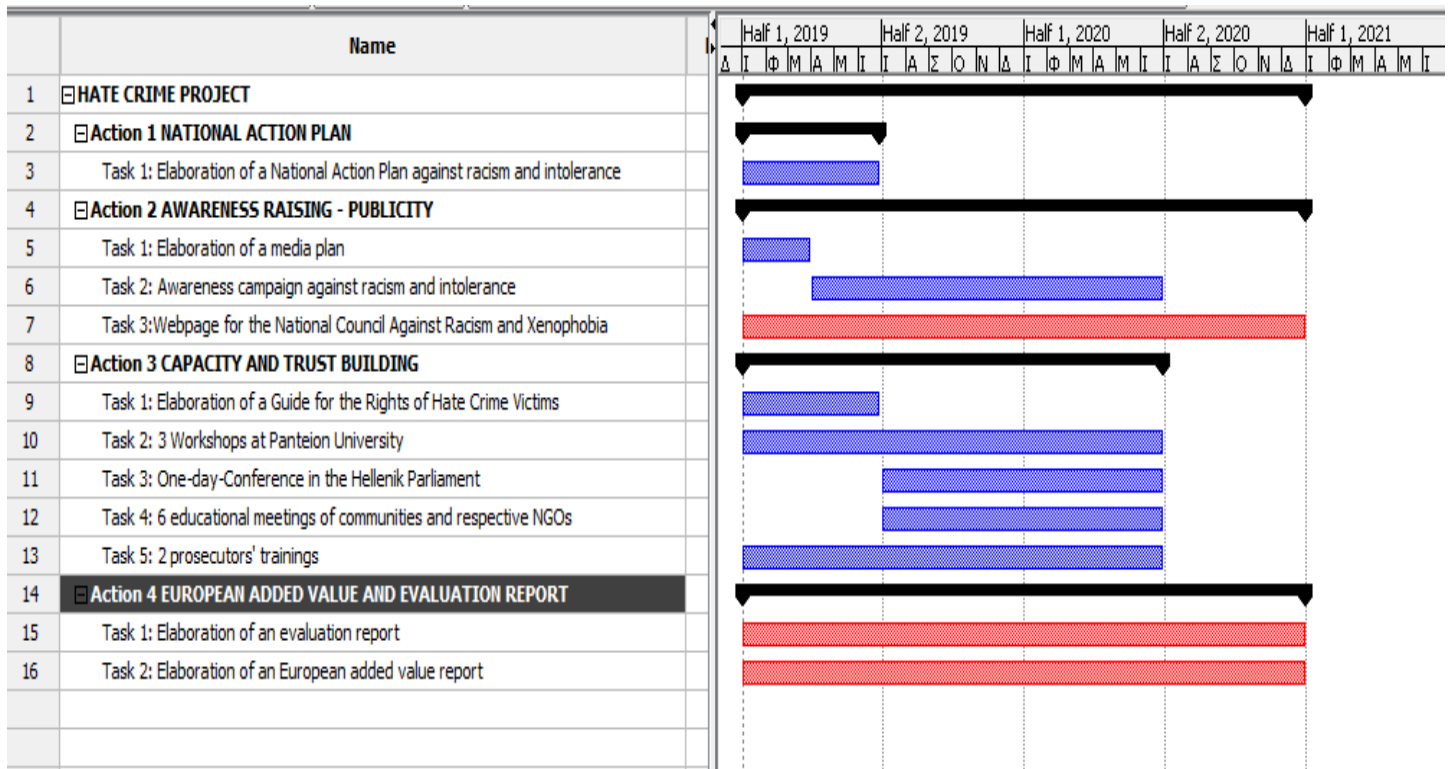 Name
Half 1, 2019 Half 2, 2019 Half 1, 2020 Half 2, 2020 Half 1, 2021
Δ Ι Φ Μ Α Μ Ι Ι Α Σ Ο Ν Δ Ι Φ Μ Α Μ Ι Ι Α Σ Ο Ν Δ Ι Φ Μ Α Μ Ι
1 HATE CRIME PROJECT
2 Action 1 NATIONAL ACTION PLAN
3 Task 1: Elaboration of a National Action Plan against racism and intolerance
4 Action 2 AWARENESS RAISING - PUBLICITY
5 Task 1: Elaboration of a media plan
6 Task 2: Awareness campaign against racism and intolerance
7 Task 3:Webpage for the National Council Against Racism and Xenophobia
8 Action 3 CAPACITY AND TRUST BUILDING
9 Task 1: Elaboration of a Guide for the Rights of Hate Crime Victims
10 Task 2: 3 Workshops at Panteion University
11 Task 3: One-day-Conference in the Hellenik Parliament
12 Task 4: 6 educational meetings of communities and respective NGOs
13 Task 5: 2 prosecutors' trainings
14 Action 4 EUROPEAN ADDED VALUE AND EVALUATION REPORT
15 Task 1: Elaboration of an evaluation report
16 Task 2: Elaboration of an European added value report